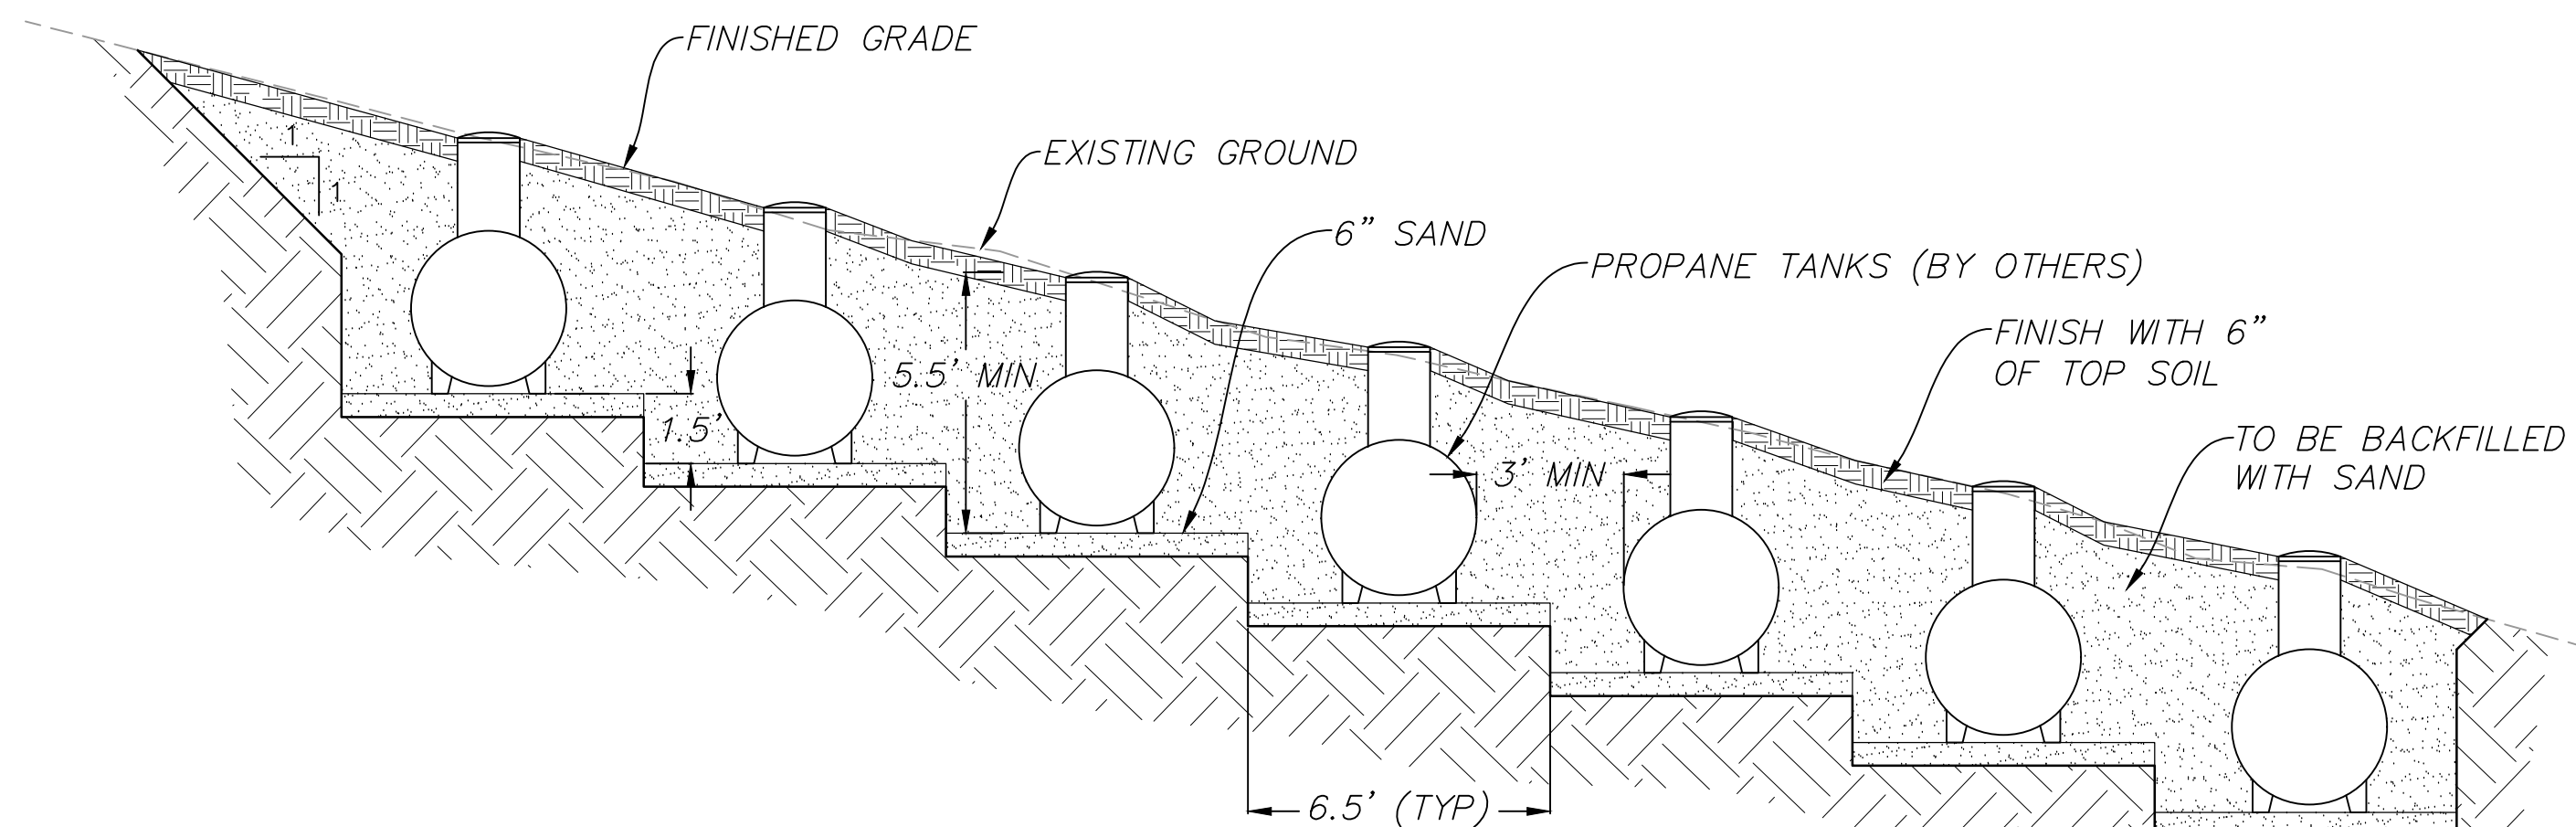 FINISHED GRADE
1
1
EXISTING GROUND
6” SAND
PROPANE TANKS (BY OTHERS)
FINISH WITH 6”
OF TOP SOIL
5.5’ MIN
1.5’
3’ MIN
TO BE BACKFILLED
WITH SAND
6.5’ (TYP)